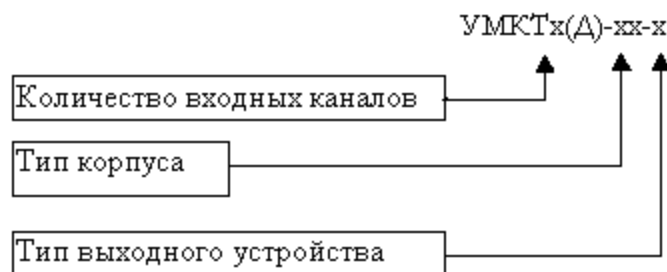 УМКТх(Д)-хх-х
Количество входных каналов
Тип корпуса
Тип выходного устройства